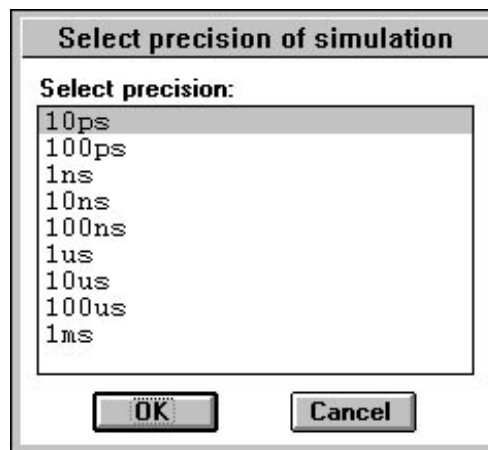 Select precision of simulation
Select precision:
10ps
100ps
1ns
10ns
100ns
1us
10us
100us
1ms
OK
Cancel